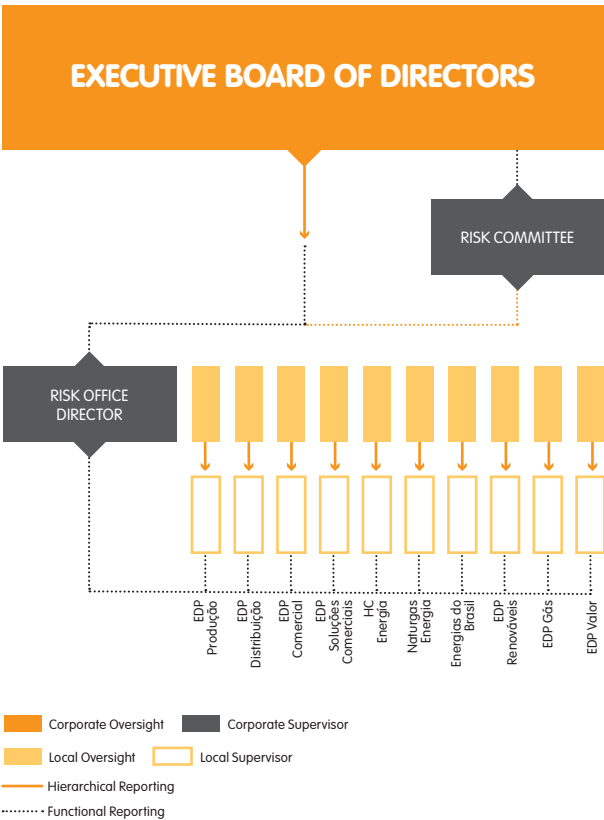 EXECUTIVE BOARD OF DIRECTORS
RISK COMMITTEE
RISK OFFICE
DIRECTOR
EDP
Produção
EDP
Distribuição
EDP
Comercial
EDP
Soluções
Comerciais
HC
Energía
Naturgas
Energia
Energias do
Brasil
EDP
Renováveis
EDP Gás
EDP Valor
Corporate Oversight
Corporate Supervisor
Local Oversight
Local Supervisor
Hierarchical Reporting
Functional Reporting